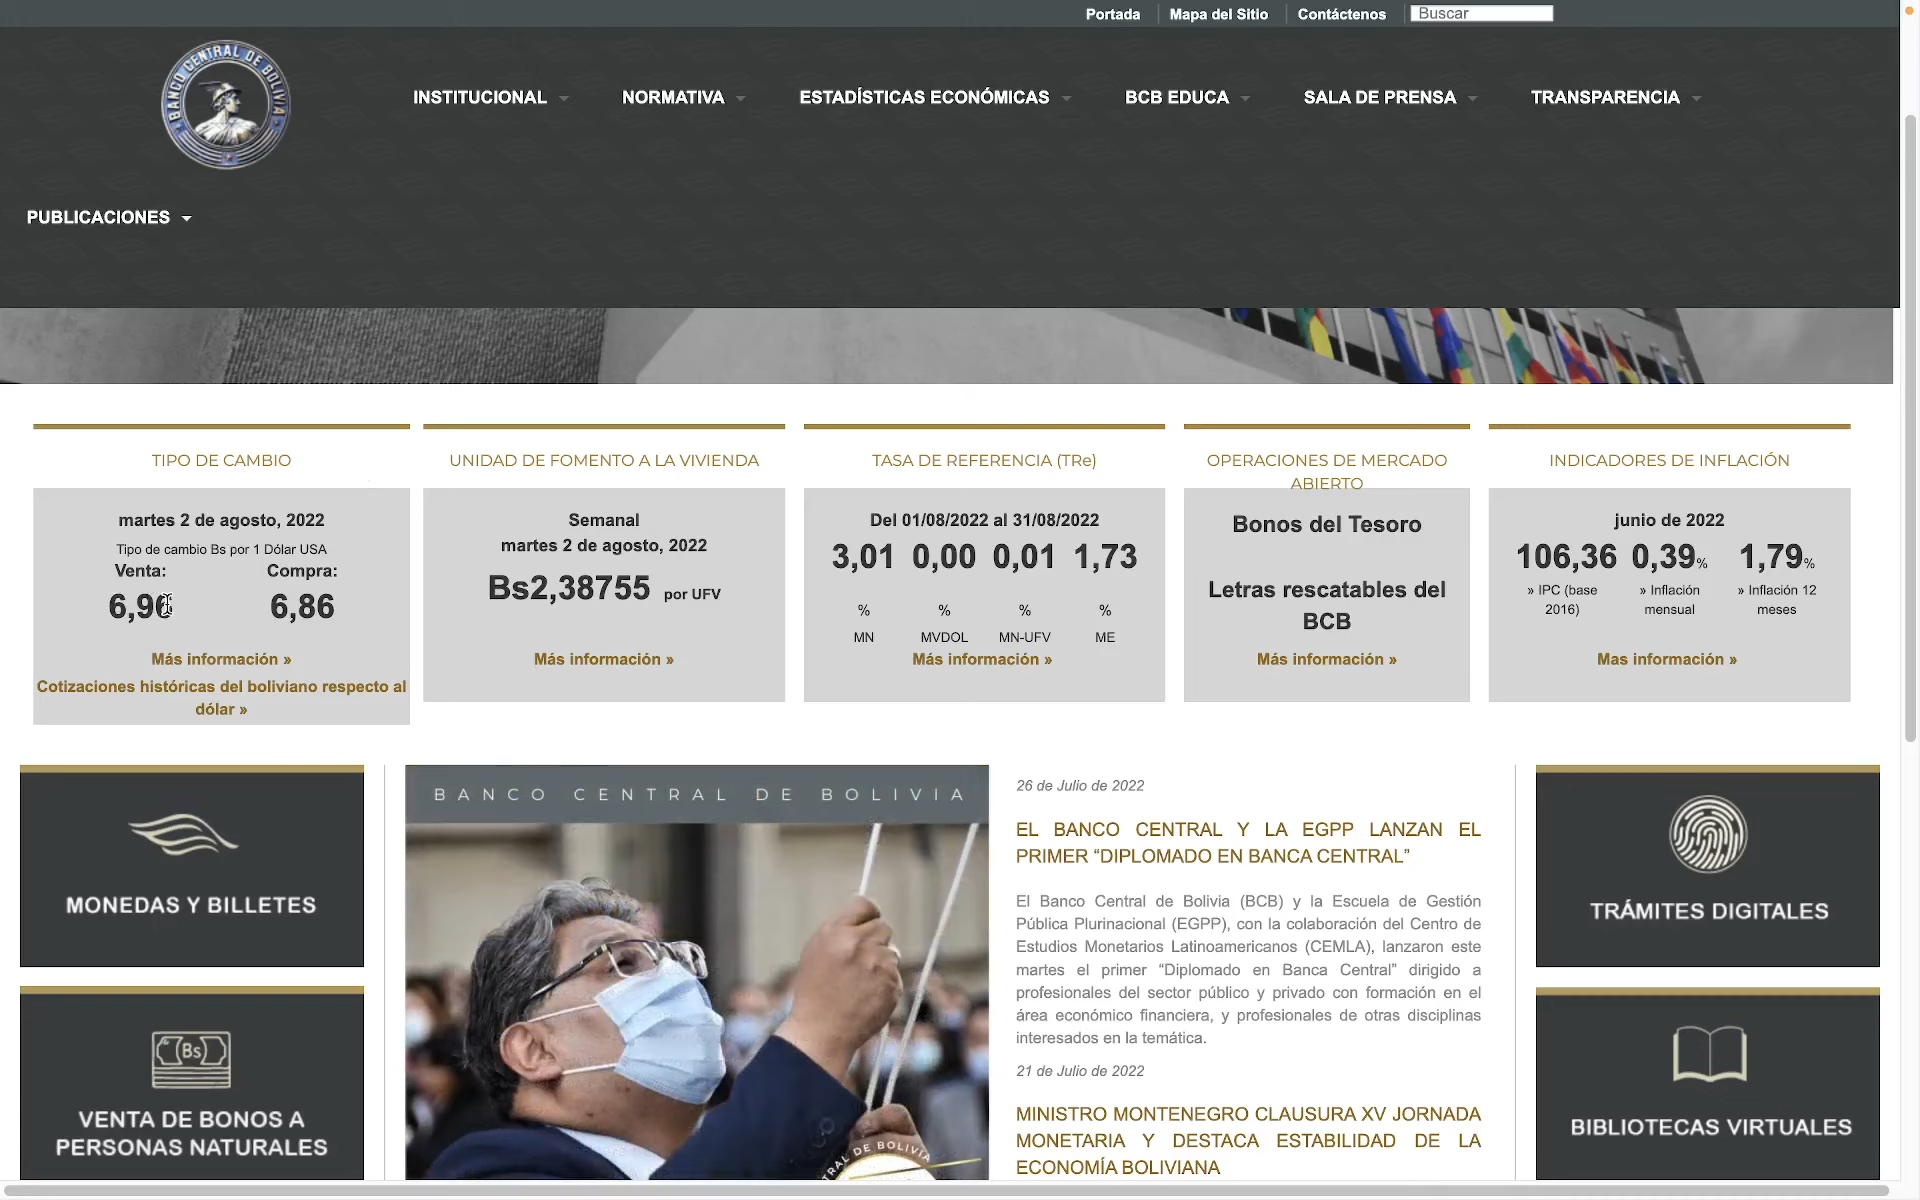 Portada
Mapa del Sitio
Contáctenos
Buscar
BANCO CENTRAL DE BOLIVIA
INSTITUCIONAL
NORMATIVA
ESTADÍSTICAS ECONÓMICAS
BCB EDUCA
SALA DE PRENSA
TRANSPARENCIA
PUBLICACIONES
TIPO DE CAMBIO
martes 2 de agosto, 2022
Tipo de cambio Bs por 1 Dólar USA
Venta: Compra:
6,96 6,86
Más información »
Cotizaciones históricas del boliviano respecto al
dólar »
UNIDAD DE FOMENTO A LA VIVIENDA
Semanal
martes 2 de agosto, 2022
Bs2,38755 por UFV
Más información »
TASA DE REFERENCIA (TRe)
Del 01/08/2022 al 31/08/2022
3,01 0,00 0,01 1,73
% % % %
MN MVDOL MN-UFV ME
Más información »
OPERACIONES DE MERCADO
ABIERTO
Bonos del Tesoro
Letras rescatables del
BCB
Más información »
INDICADORES DE INFLACIÓN
junio de 2022
106,36 0,39% 1,79%
» IPC (base » Inflación » Inflación 12
2016) mensual meses
Mas información »
MONEDAS Y BILLETES
Bs
VENTA DE BONOS A
PERSONAS NATURALES
BANCO CENTRAL DE BOLIVIA
TRAL DE BOLIVIA
26 de Julio de 2022
EL BANCO CENTRAL Y LA EGPP LANZAN EL
PRIMER “DIPLOMADO EN BANCA CENTRAL”
El Banco Central de Bolivia (BCB) y la Escuela de Gestión
Pública Plurinacional (EGPP), con la colaboración del Centro de
Estudios Monetarios Latinoamericanos (CEMLA), lanzaron este
martes el primer “Diplomado en Banca Central” dirigido a
profesionales del sector público y privado con formación en el
área económico financiera, y profesionales de otras disciplinas
interesados en la temática.
21 de Julio de 2022
MINISTRO MONTENEGRO CLAUSURA XV JORNADA
MONETARIA Y DESTACA ESTABILIDAD DE LA
ECONOMÍA BOLIVIANA
TRÁMITES DIGITALES
BIBLIOTECAS VIRTUALES